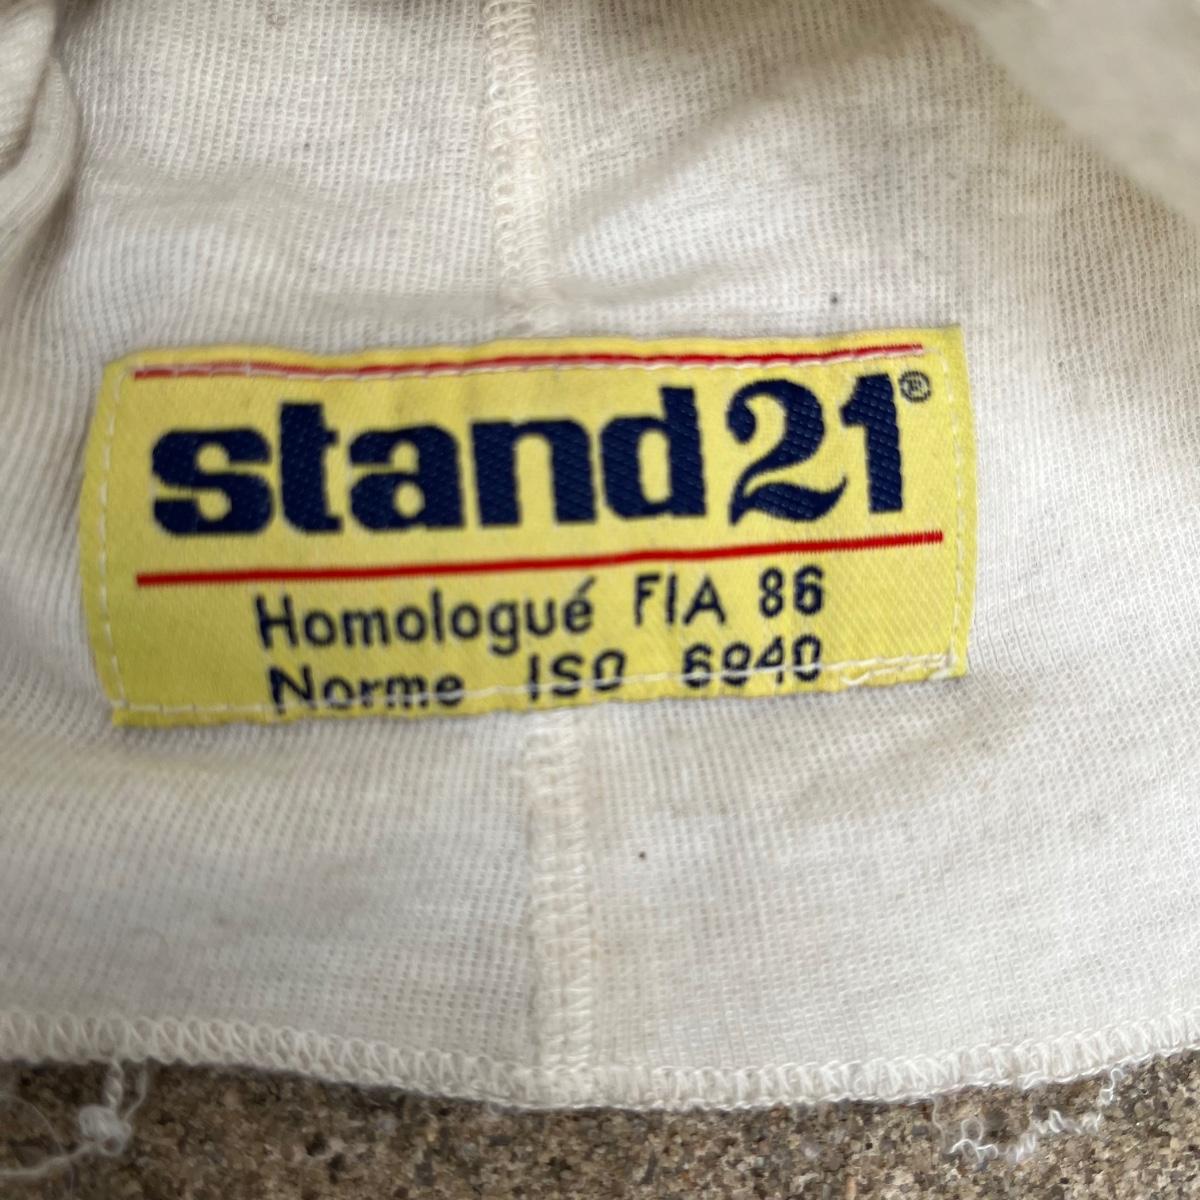 stand21®
Homologué FIA 86
Norme ISO 6940